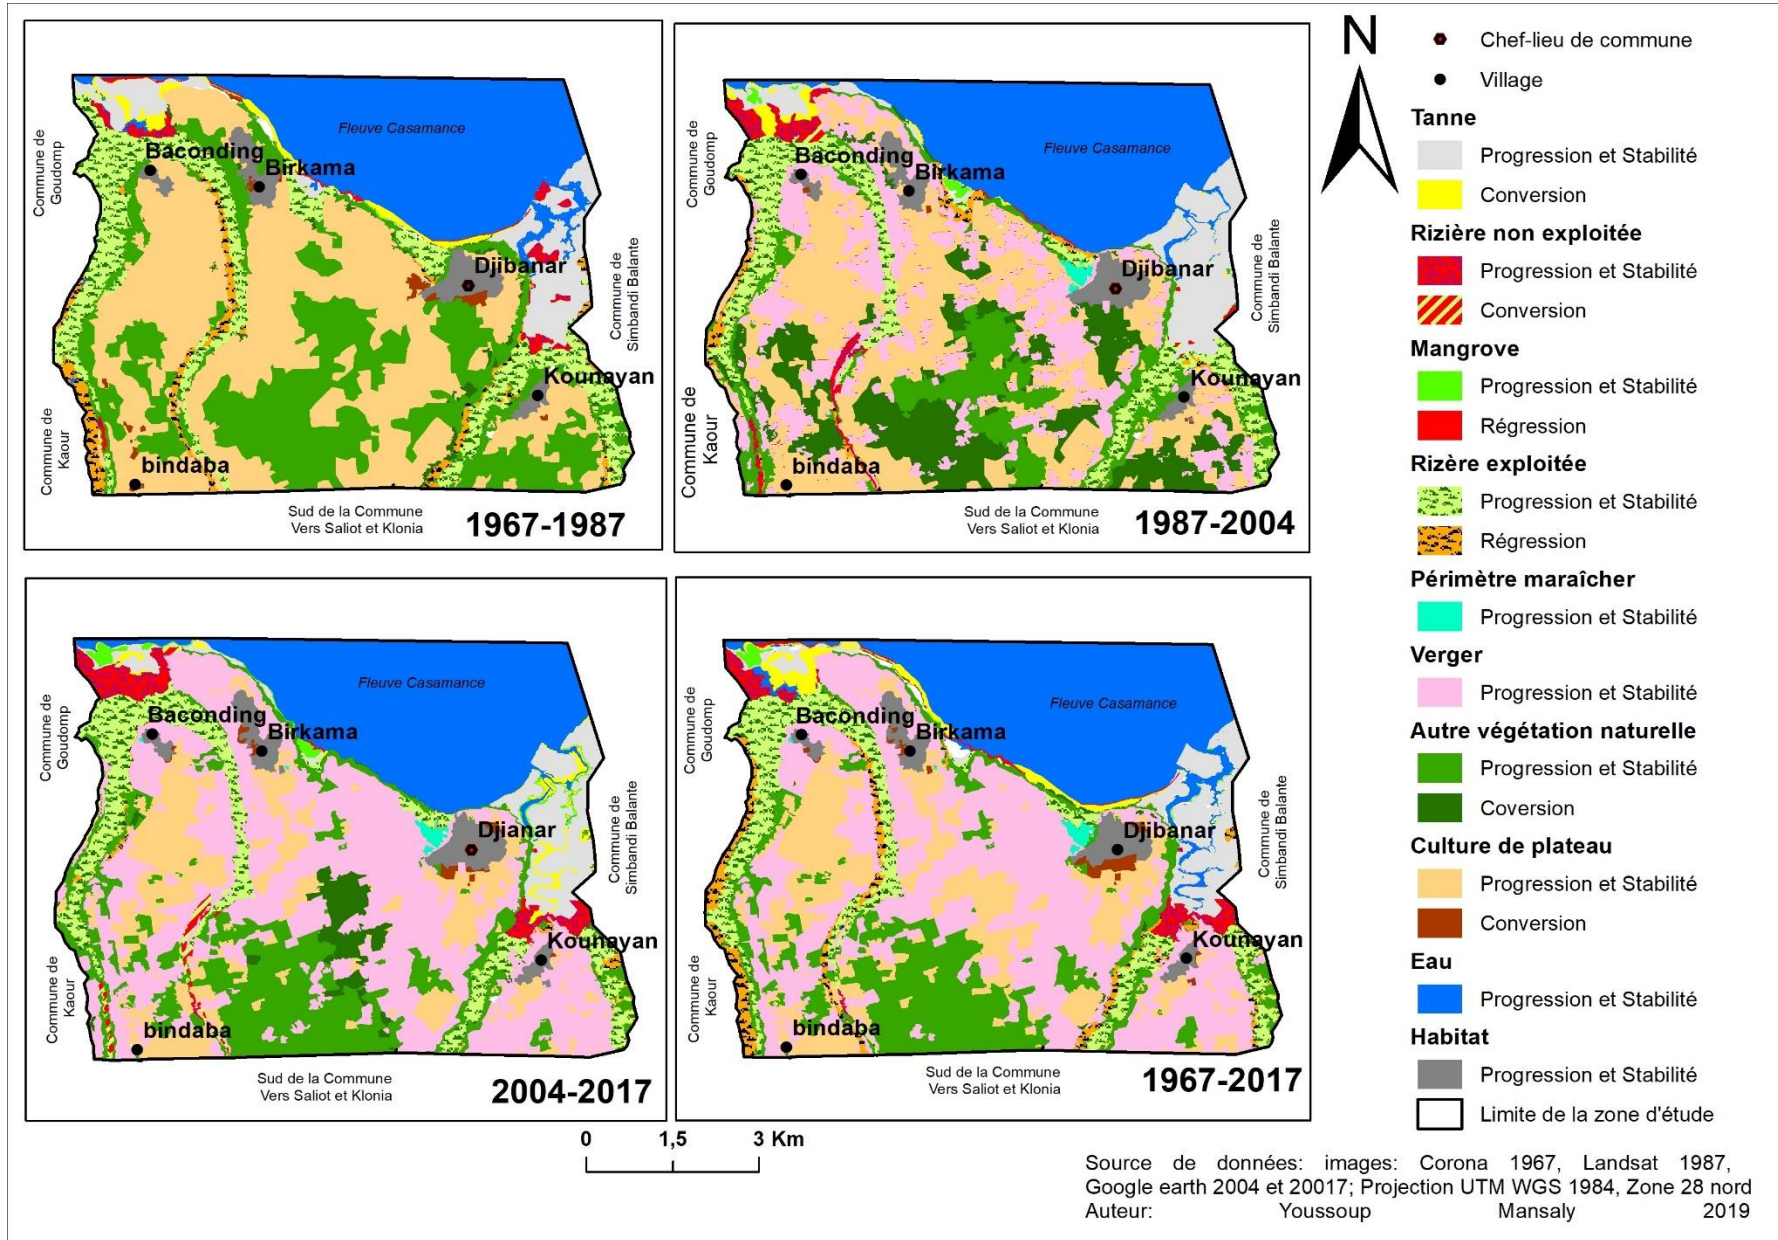 Commune de
Goudomp
Commune de
Kaour
Fleuve Casamance
Baconding
Birkama
Djibanar
Kounayan
bindaba
Commune de
Simbandi Balante
Sud de la Commune
Vers Saliot et Klonia
1967-1987
Commune de
Goudomp
Commune de
Kaour
Fleuve Casamance
Baconding
Birkama
Djibanar
Kounayan
bindaba
Commune de
Simbandi Balante
Sud de la Commune
Vers Saliot et Klonia
1987-2004
Commune de
Goudomp
Commune de
Kaour
Fleuve Casamance
Baconding
Birkama
Djianar
Kounayan
bindaba
Commune de
Simbandi Balante
Sud de la Commune
Vers Saliot et Klonia
2004-2017
Commune de
Goudomp
Commune de
Kaour
Fleuve Casamance
Baconding
Birkama
Djibanar
Kounayan
bindaba
Commune de
Simbandi Balante
Sud de la Commune
Vers Saliot et Klonia
1967-2017
0 1,5 3 Km
N
Chef-lieu de commune
Village
Tanne
Progression et Stabilité
Conversion
Rizière non exploitée
Progression et Stabilité
Conversion
Mangrove
Progression et Stabilité
Régression
Rizère exploitée
Progression et Stabilité
Régression
Périmètre maraîcher
Progression et Stabilité
Verger
Progression et Stabilité
Autre végétation naturelle
Progression et Stabilité
Coversion
Culture de plateau
Progression et Stabilité
Conversion
Eau
Progression et Stabilité
Habitat
Progression et Stabilité
Limite de la zone d'étude
Source de données: images: Corona 1967, Landsat 1987,
Google earth 2004 et 20017; Projection UTM WGS 1984, Zone 28 nord
Auteur: Youssoup Mansaly 2019